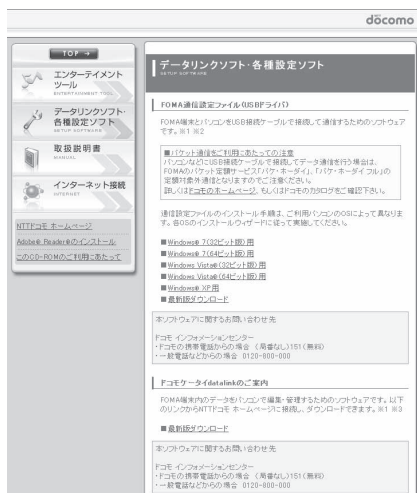 döcomo
TOP →
エンターテイメント
ツール
ENTERTAINMENT TOOL
データリンクソフト・
各種設定ソフト
SETUP SOFTWARE
取扱説明書
MANUAL
インターネット接続
INTERNET
NTTドコモ ホームページ
Adobe® Reader®のインストール
このCD-ROMのご利用にあたって
データリンクソフト・各種設定ソフト
SETUP SOFTWARE
FOMA通信設定ファイル(USBドライバ)
FOMA端末とパソコンをUSB接続ケーブルで接続して通信するためのソフトウェア
です。※1 ※2
■パケット通信をご利用にあたっての注意
パソコンなどにUSB接続ケーブルで接続してデータ通信を行う場合は、
FOMAのパケット定額サービス「パケ・ホーダイ」、「パケ・ホーダイフル」の
定額対象外通信となりますのでご注意ください。
詳しくはドコモのホームページ、もしくはドコモのカタログをご確認下さい。
通信設定ファイルのインストール手順は、ご利用パソコンのOSによって異なりま
す。各OSのインストールウィザードに従って実施してください。
■Windows® 7(32ビット版)用
■Windows® 7(64ビット版)用
■Windows Vista®(32ビット版)用
■Windows Vista®(64ビット版)用
■Windows® XP用
■最新版ダウンロード
本ソフトウェアに関するお問い合わせ先
ドコモ インフォメーションセンター
・ドコモの携帯電話からの場合 (局番なし)151(無料)
・一般電話などからの場合 0120-800-000
ドコモケータイdatalinkのご案内
FOMA端末内のデータをパソコンで編集・管理するためのソフトウェアです。以下
のリンクからNTTドコモ ホームページに接続し、ダウンロードできます。※1 ※3
■最新版ダウンロード
本ソフトウェアに関するお問い合わせ先
ドコモ インフォメーションセンター
・ドコモの携帯電話からの場合 (局番なし)151(無料)
・一般電話などからの場合 0120-800-000